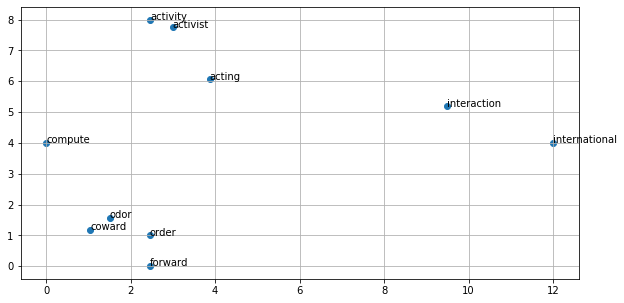 8
activity
activist
7
6
acting
5
interaction
4
compute
international
3
2
odor
coward
1
order
0
forward
0 2 4 6 8 10 12